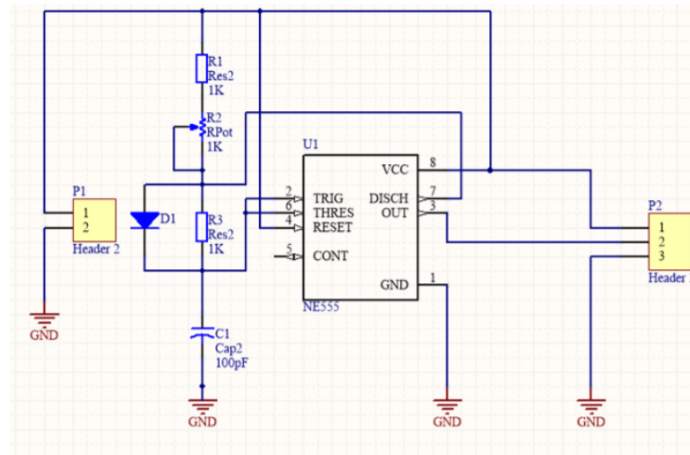 R1
Res2
1K
R2
RPot
1K
P1
1
2
Header 2
D1
R3
Res2
1K
C1
Cap2
100pF
GND
GND
U1
VCC 8
2 TRIG DISCH 7
6 THRES OUT 3
4 RESET
5 CONT
GND 1
NE555
GND
P2
1
2
3
Header
GND